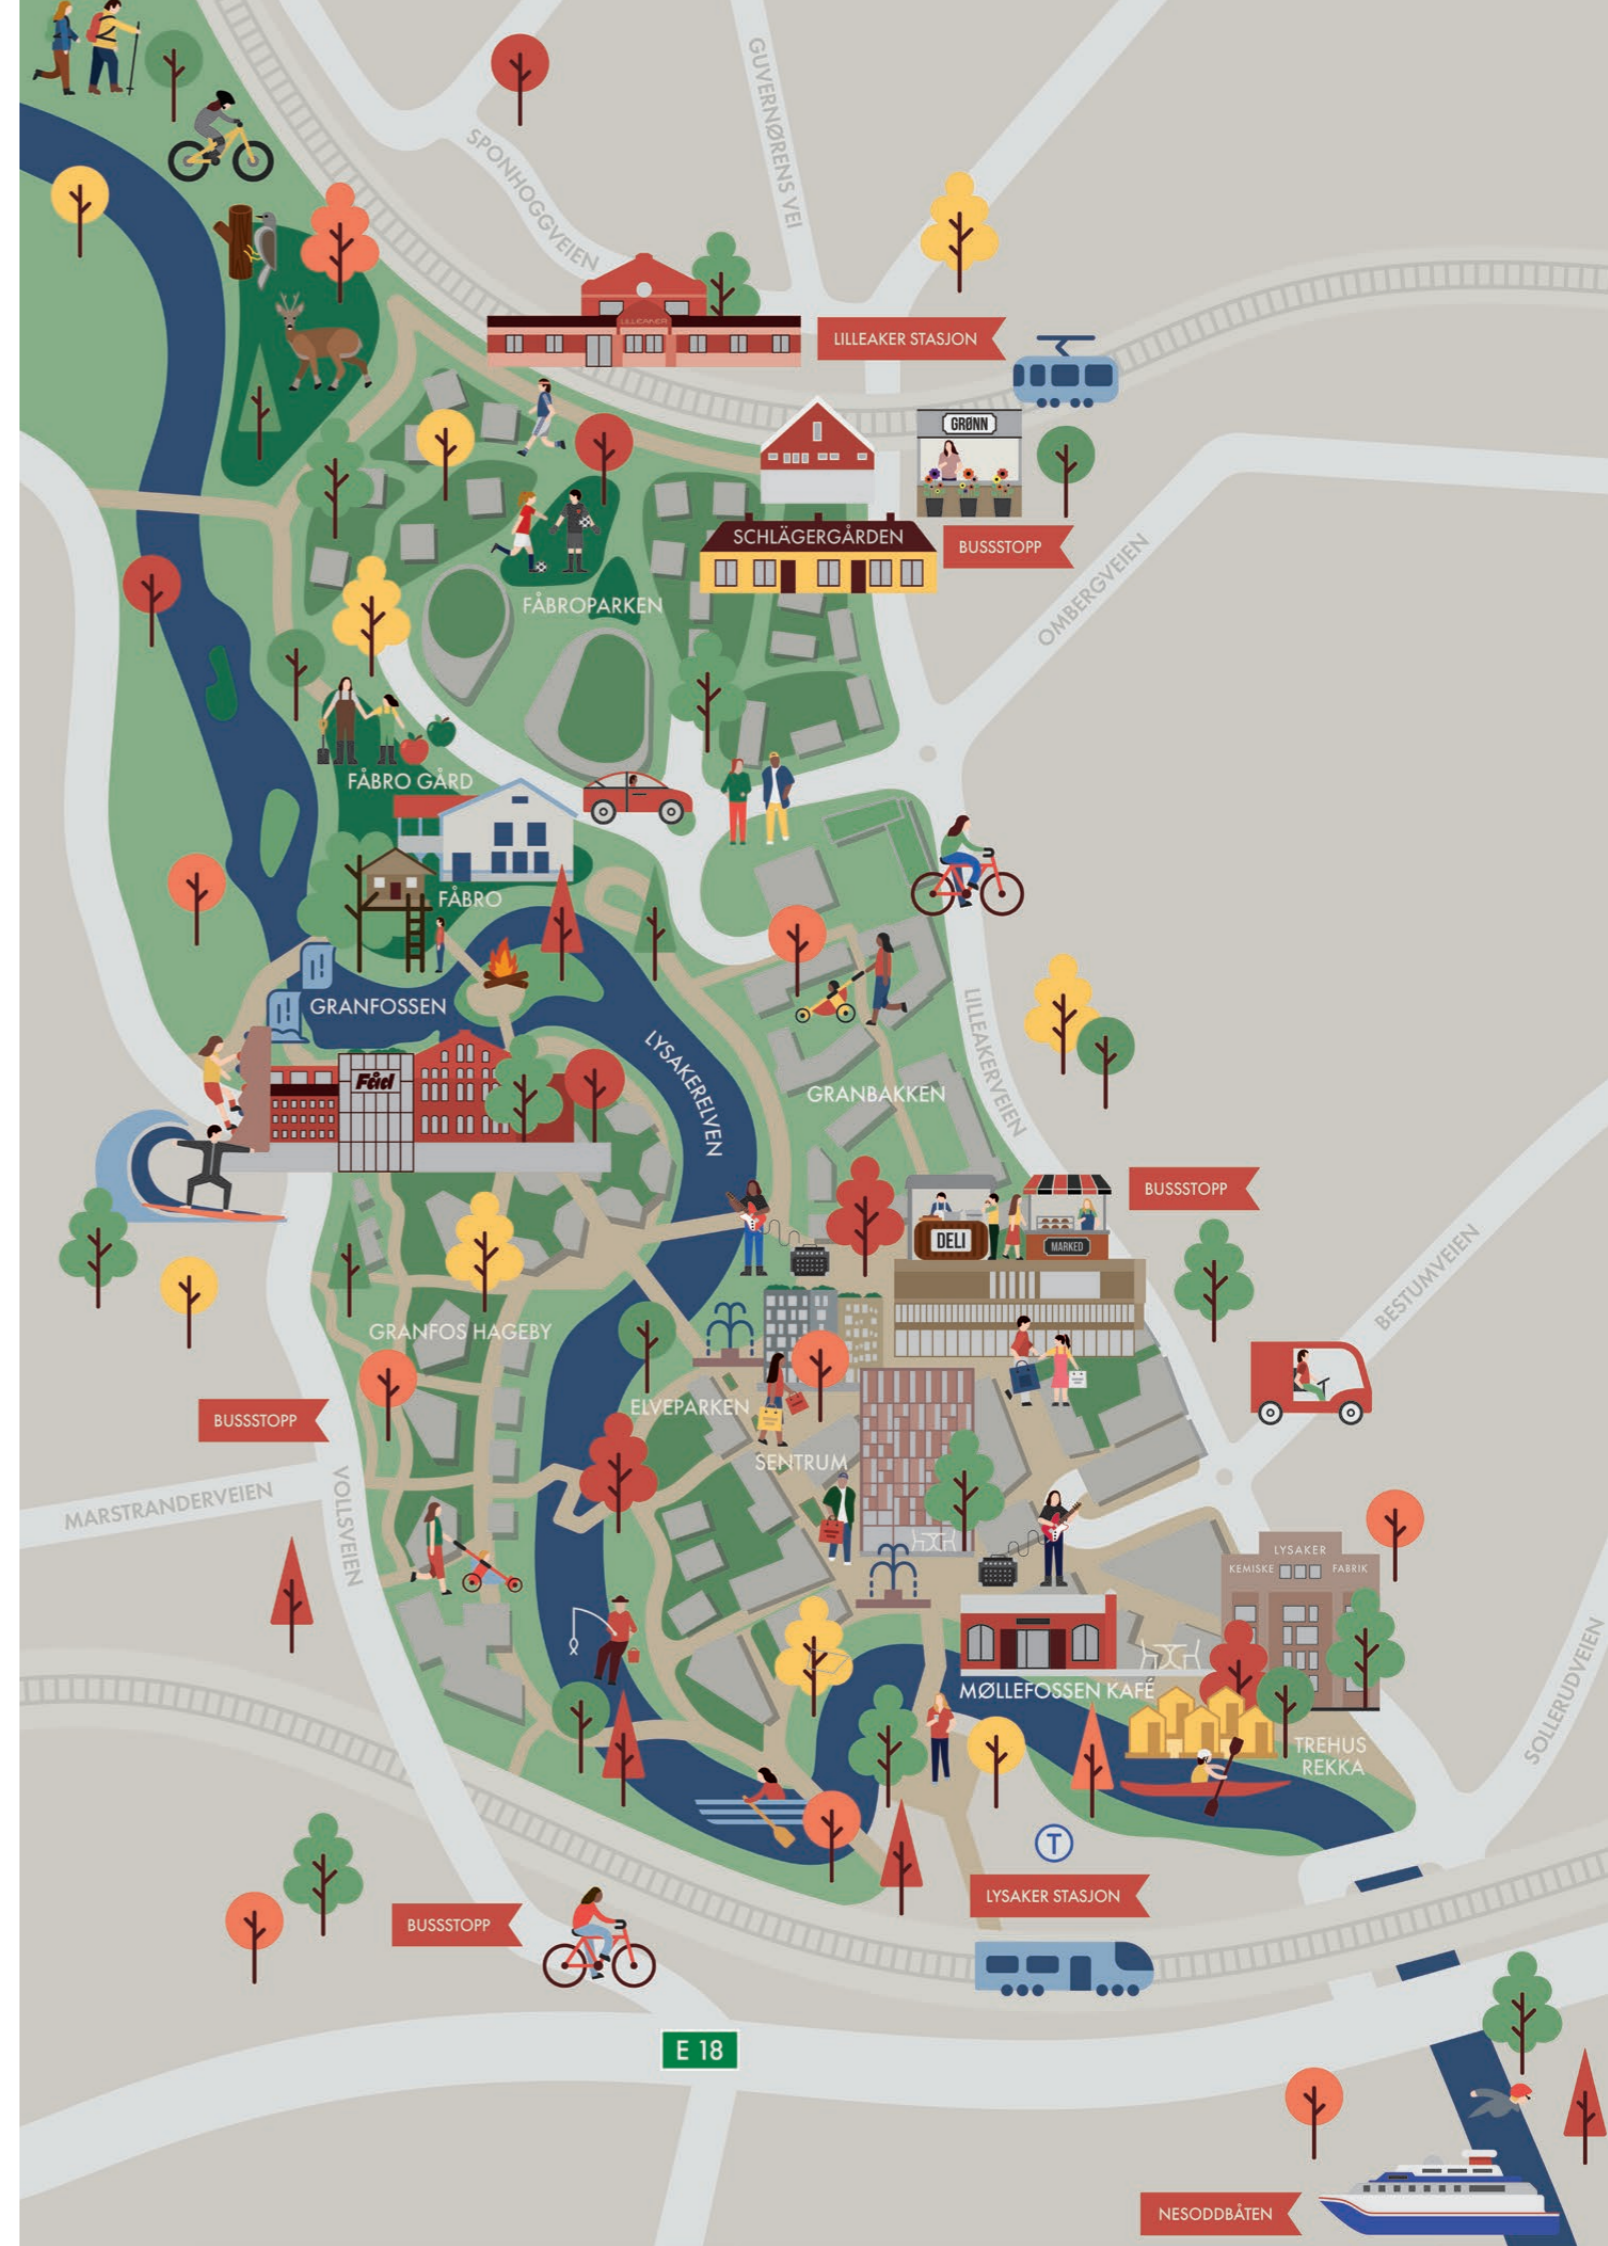 GUVERNØRENS VEI
SPONHOGGVEIEN
LILLEAKER
LILLEAKER STASJON
GRØNN
SCHLÄGERGÅRDEN
BUSSSTOPP
OMBERGVEIEN
FÅBROPARKEN
FÅBRO GÅRD
FÅBRO
GRANFOSSEN
LYSAKERELVEN
LILLEAKERVEIEN
Fåd
GRANBAKKEN
BUSSSTOPP
DELI
MARKED
BESTUMVEIEN
GRANFOS HAGEBY
ELVEPARKEN
BUSSSTOPP
SENTRUM
MARSTRANDERVEIEN
VOLLSVEIEN
LYSAKER
KEMISKE FABRIK
SOLLERUDVEIEN
MØLLEFOSSEN KAFÉ
TREHUS
REKKA
T
LYSAKER STASJON
BUSSSTOPP
E 18
NESODDBÅTEN